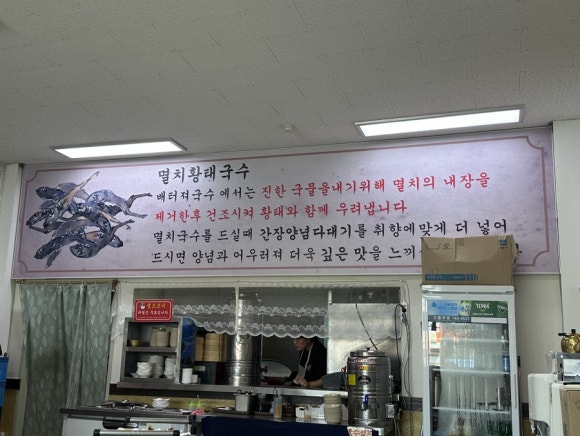 멸치황태국수
배터져국수 에서는 진한 국물을내기위해 멸치의 내장을
제거한후 건조시켜 황태와 함께 우려냅니다
멸치국수를 드실때 간장양념다대기를 취향에맞게 더 넣어
드시면 양념과 어우러져 더욱 깊은 맛을 느끼
TERRA